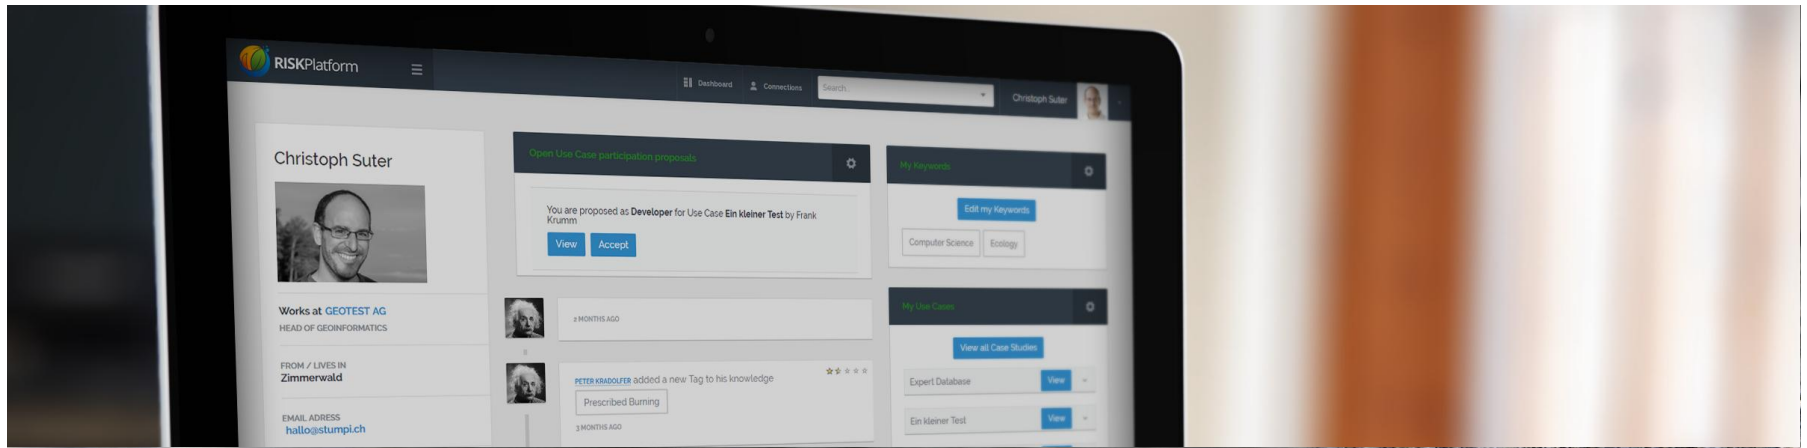 RISKPlatform
Dashboard
Connections
Search...
Christoph Suter
Christoph Suter
Works at GEOTEST AG
HEAD OF GEOINFORMATICS
FROM / LIVES IN
Zimmerwald
EMAIL ADRESS
hallo@stumpi.ch
Open Use Case participation proposals
You are proposed as Developer for Use Case Ein kleiner Test by Frank
Krumm
View
Accept
2 MONTHS AGO
x
PETER KRADOLFER added a new Tag to his knowledge
Prescribed Burning
3 MONTHS AGO
My Keywords
Edit my Keywords
Computer Science
Ecology
My Use Cases
View all Case Studies
Expert Database
View
Ein kleiner Test
View